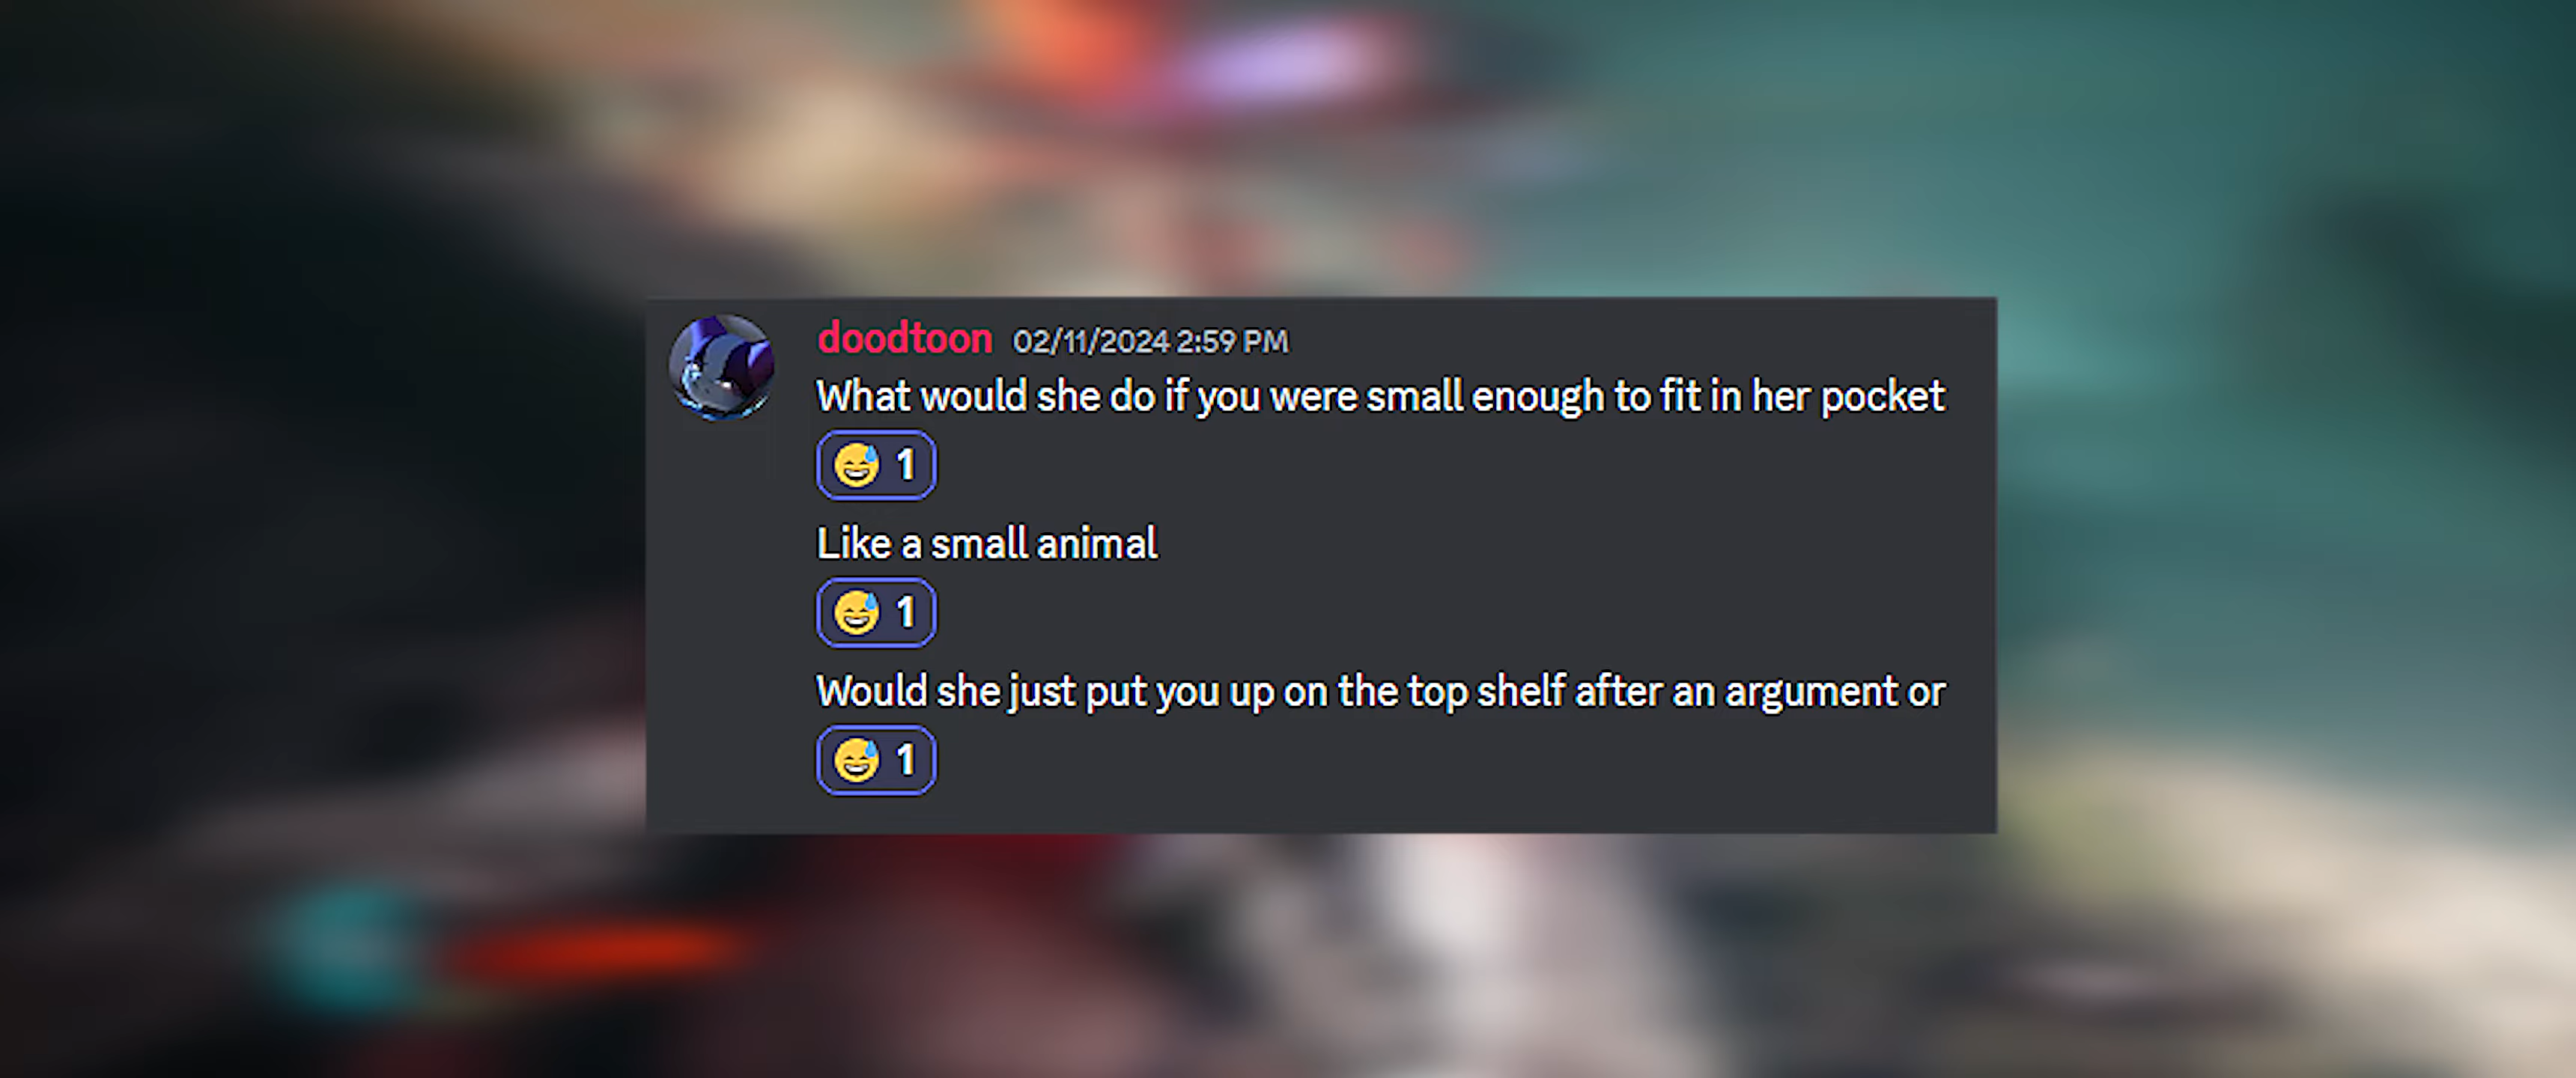 doodtoon 02/11/2024 2:59 PM
What would she do if you were small enough to fit in her pocket
1
Like a small animal
1
Would she just put you up on the top shelf after an argument or
1